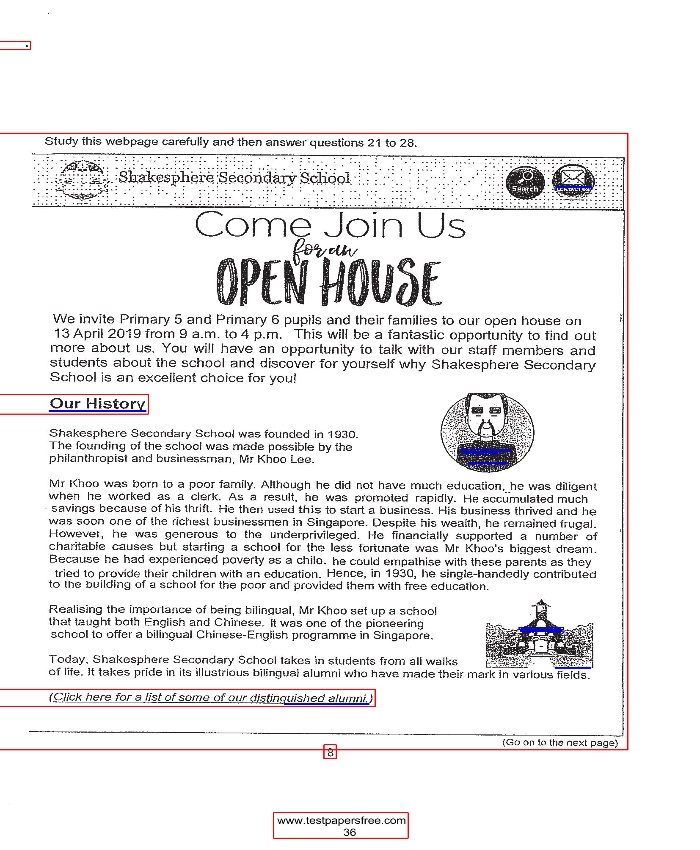 Study this webpage carefully and then answer questions 21 to 28.
Shakesphere Secondary School
Search
Come Join Us
for an
OPEN HOUSE
We invite Primary 5 and Primary 6 pupils and their families to our open house on
13 April 2019 from 9 a.m. to 4 p.m. This will be a fantastic opportunity to find out
more about us. You will have an opportunity to talk with our staff members and
students about the school and discover for yourself why Shakesphere Secondary
School is an excellent choice for you!
Our History
Shakesphere Secondary School was founded in 1930.
The founding of the school was made possible by the
philanthropist and businessman, Mr Khoo Lee.
Mr Khoo was born to a poor family. Although he did not have much education, he was diligent
when he worked as a clerk. As a result, he was promoted rapidly. He accumulated much
savings because of his thrift. He then used this to start a business. His business thrived and he
was soon one of the richest businessmen in Singapore. Despite his wealth, he remained frugal.
However, he was generous to the underprivileged. He financially supported a number of
charitable causes but starting a school for the less fortunate was Mr Khoo's biggest dream.
Because he had experienced poverty as a child, he could empathise with these parents as they
tried to provide their children with an education. Hence, in 1930, he single-handedly contributed
to the building of a school for the poor and provided them with free education.
Realising the importance of being bilingual, Mr Khoo set up a school
that taught both English and Chinese. It was one of the pioneering
school to offer a bilingual Chinese-English programme in Singapore.
Today, Shakesphere Secondary School takes in students from all walks
of life. It takes pride in its illustrious bilingual alumni who have made their mark in various fields.
(Click here for a list of some of our distinguished alumni.)
(Go on to the next page)
8
www.testpapersfree.com
36